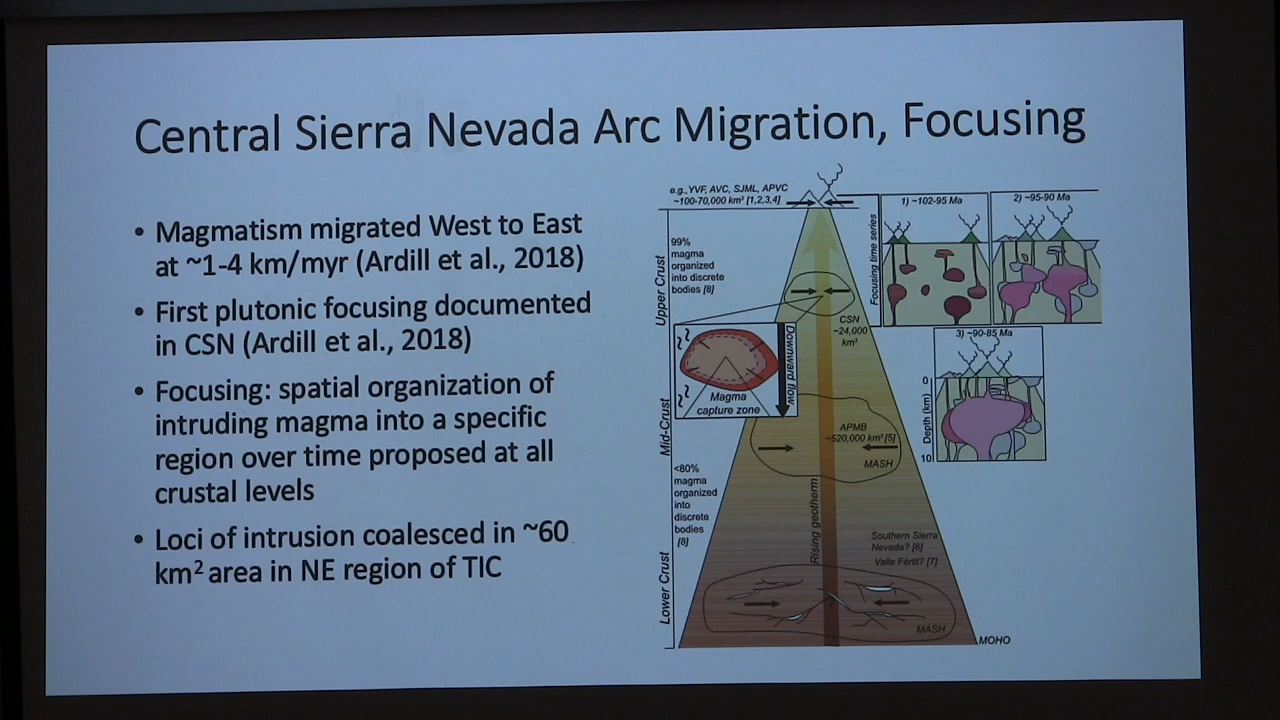 Central Sierra Nevada Arc Migration, Focusing
• Magmatism migrated West to East
at ~1-4 km/myr (Ardill et al., 2018)
• First plutonic focusing documented
in CSN (Ardill et al., 2018)
• Focusing: spatial organization of
intruding magma into a specific
region over time proposed at all
crustal levels
• Loci of intrusion coalesced in ~60
km² area in NE region of TIC
e.g., YVF, AVC, SJML, APVC
~100-70,000 km³ [1,2,3,4]
Upper Crust
99%
magma
organized
into discrete
bodies [8]
CSN
~24,000
km³
Magma
capture zone
Downward flow
Mid-Crust
APMB
~520,000 km³ [5]
MASH
<80%
magma
organized
into
discrete
bodies
[8]
Rising geotherm
Southern Sierra
Nevada? [6]
Valle Fértil? [7]
Lower Crust
MASH
MOHO
Focusing time series
1) ~102-95 Ma
2) ~95-90 Ma
3) ~90-85 Ma
0
Depth (km)
10